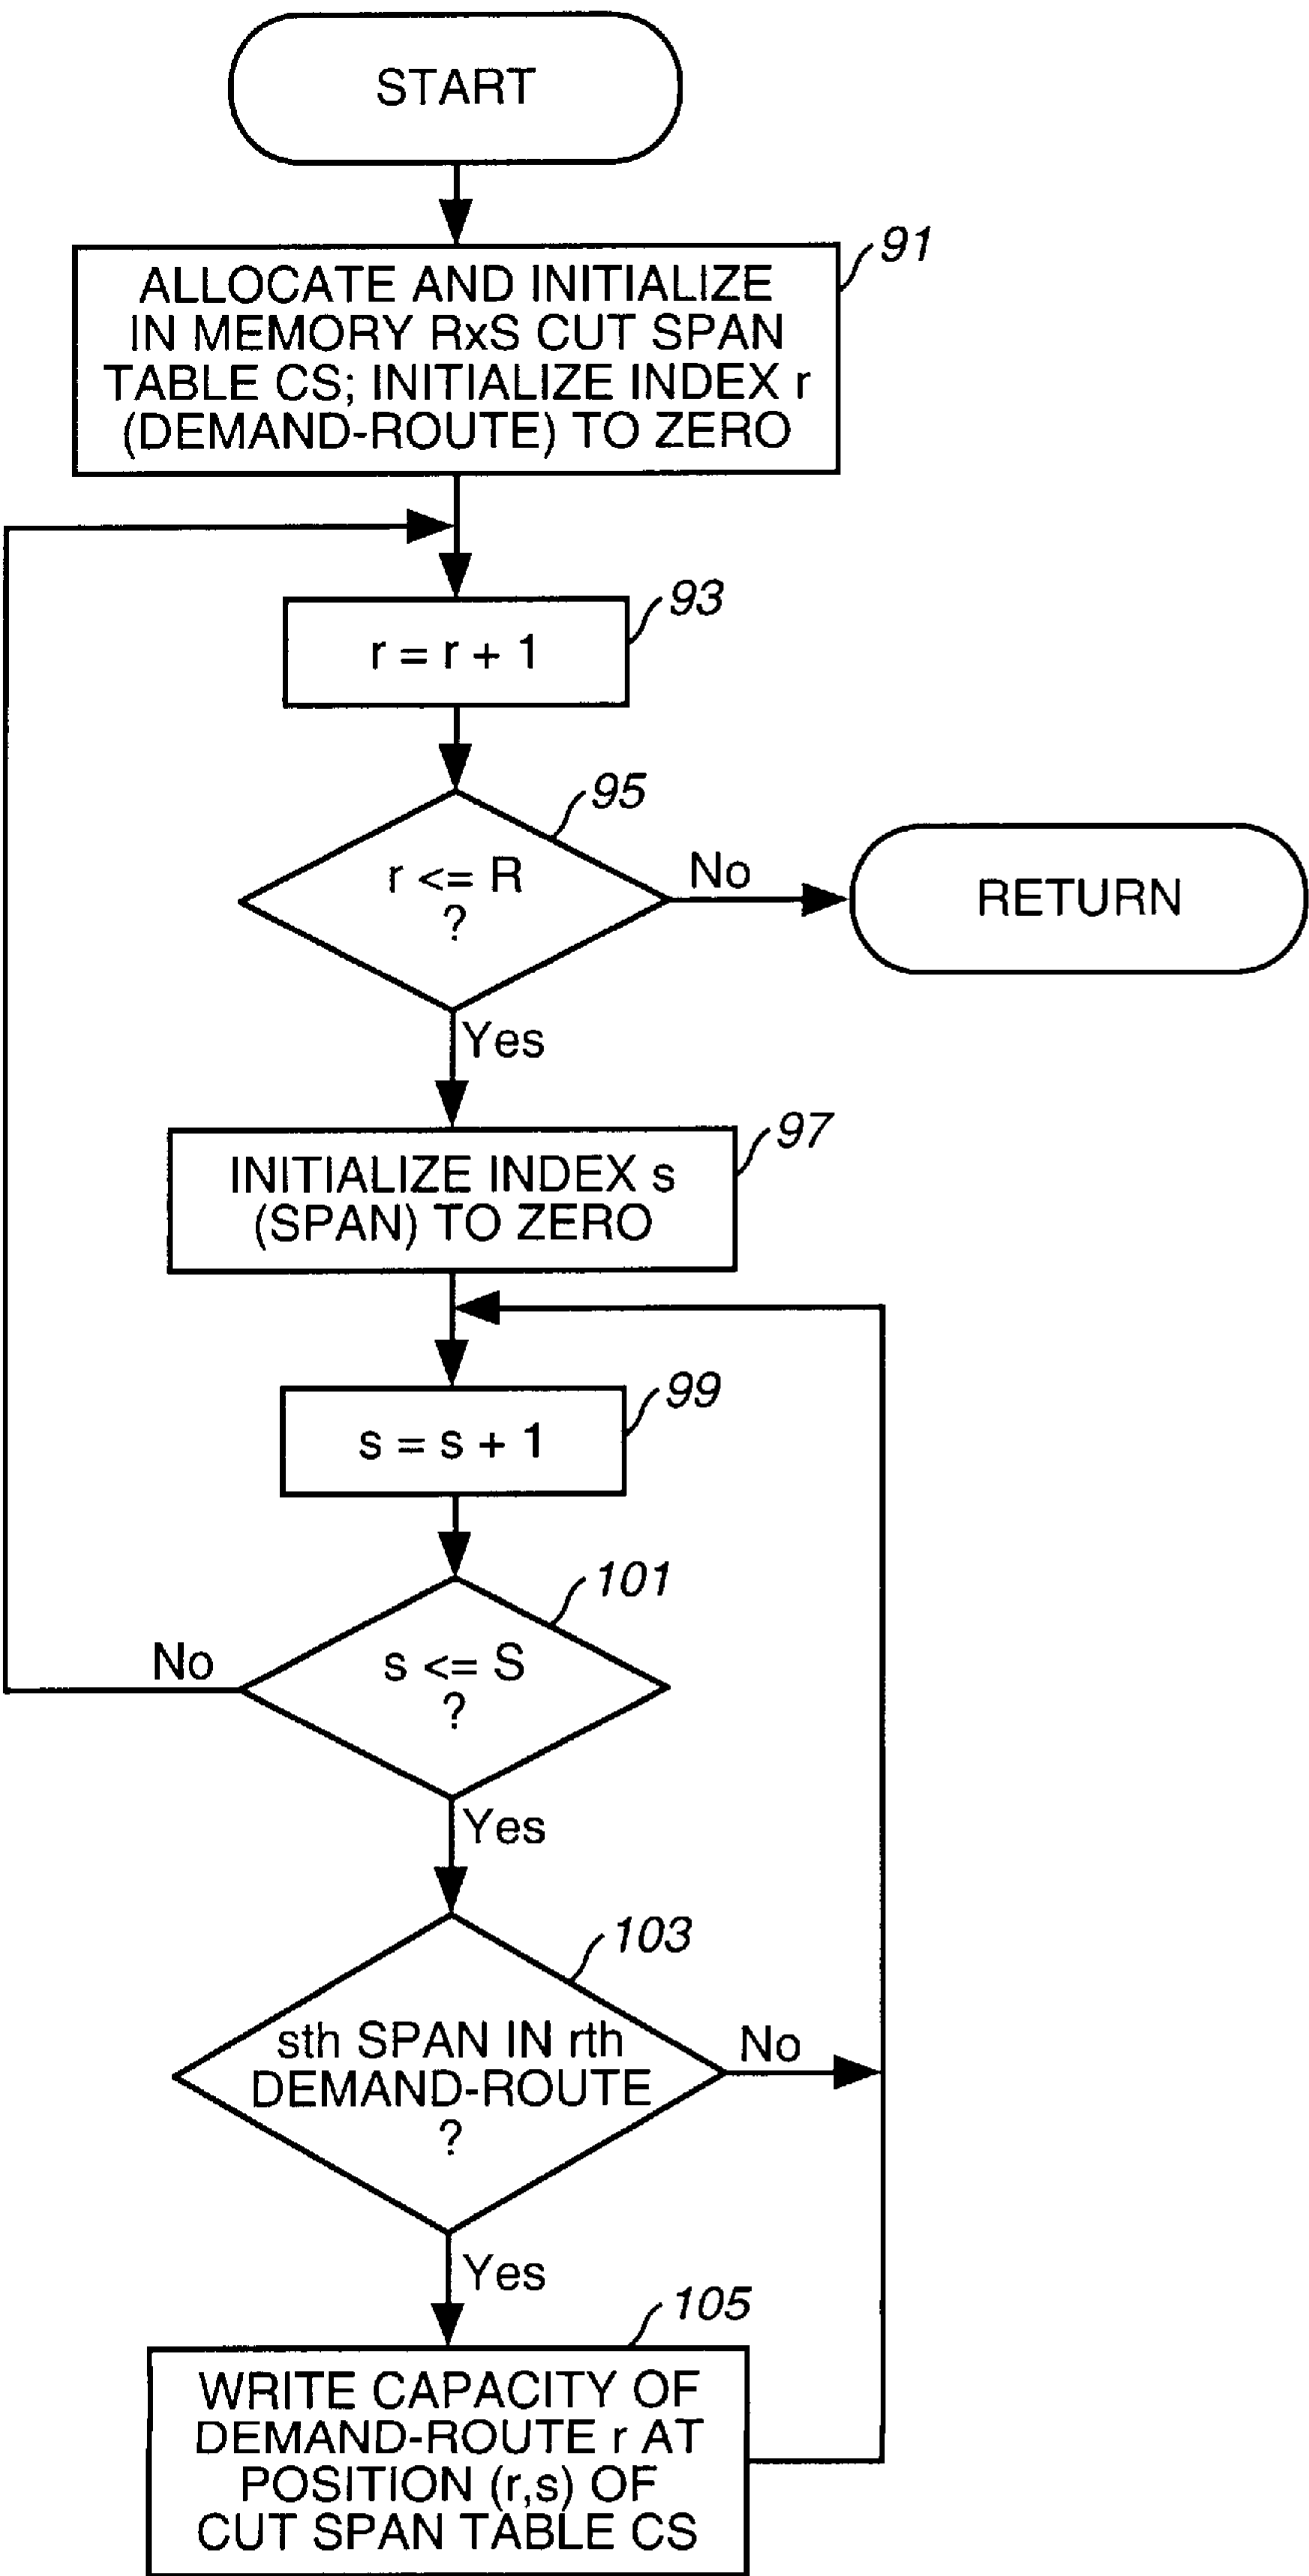 START
91
ALLOCATE AND INITIALIZE
IN MEMORY RxS CUT SPAN
TABLE CS; INITIALIZE INDEX r
(DEMAND-ROUTE) TO ZERO
93
r = r + 1
95
r <= R
?
No
RETURN
Yes
97
INITIALIZE INDEX s
(SPAN) TO ZERO
99
s = s + 1
101
s <= S
?
No
Yes
103
sth SPAN IN rth
DEMAND-ROUTE
?
No
Yes
105
WRITE CAPACITY OF
DEMAND-ROUTE r AT
POSITION (r,s) OF
CUT SPAN TABLE CS